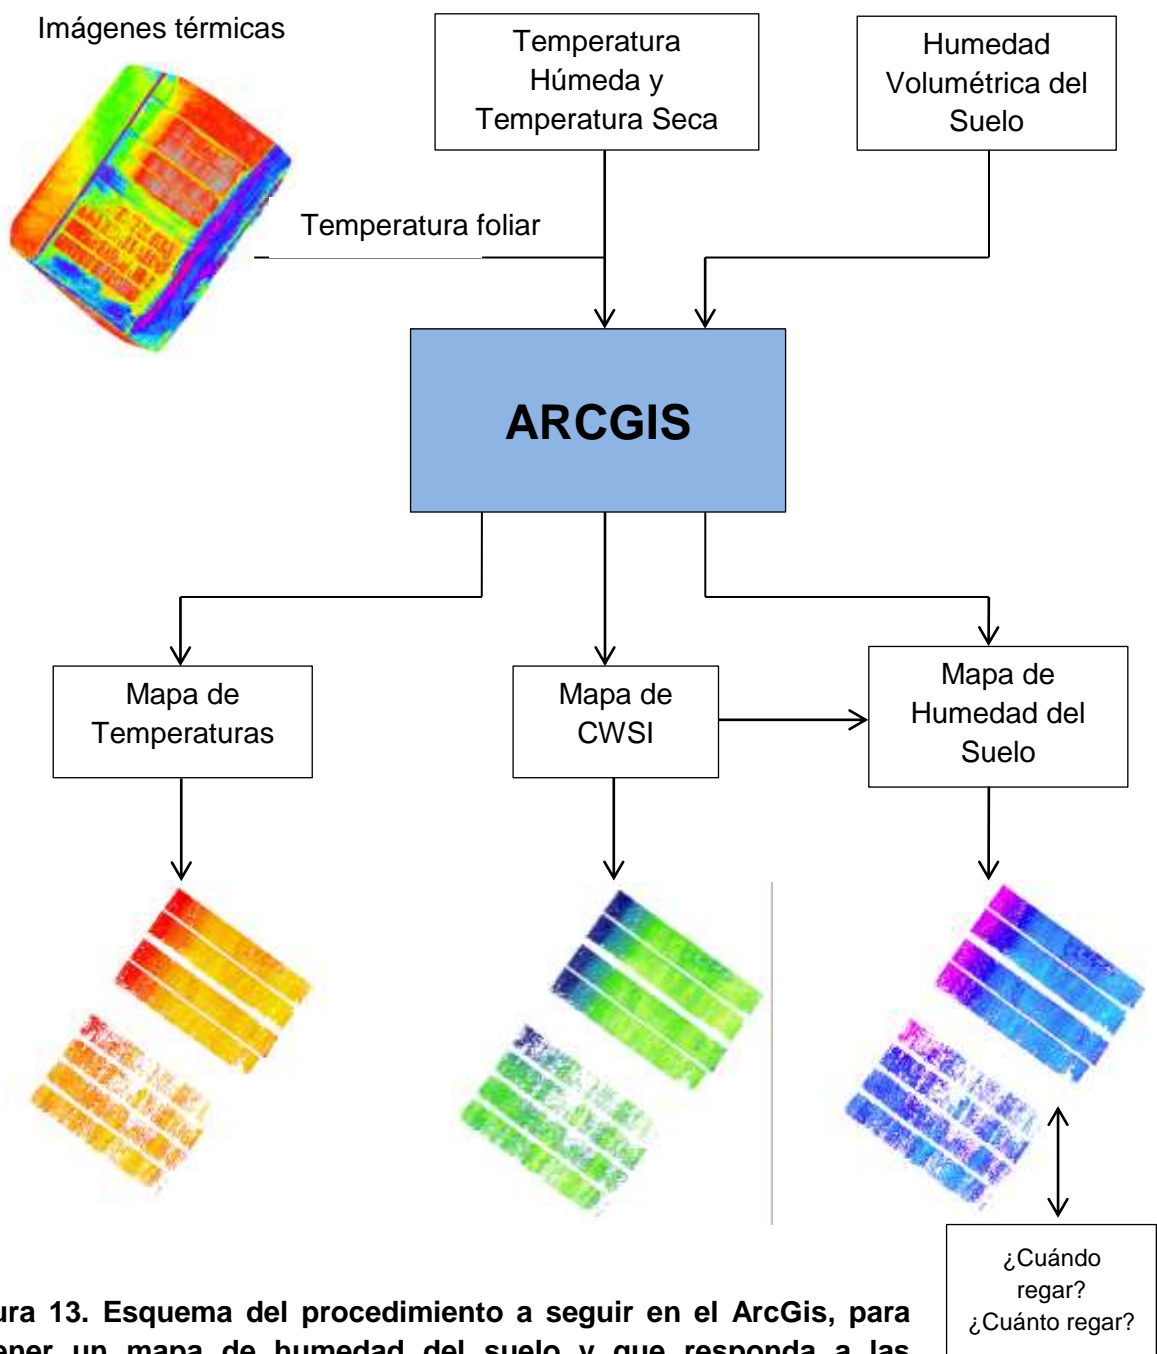 Imágenes térmicas
Temperatura
Húmeda y
Temperatura Seca
Humedad
Volumétrica del
Suelo
Temperatura foliar
ARCGIS
Mapa de
Temperaturas
Mapa de
CWSI
Mapa de
Humedad del
Suelo
¿Cuándo
regar?
¿Cuánto regar?
ura 13. Esquema del procedimiento a seguir en el ArcGis, para
ener un mapa de humedad del suelo y que responda a las